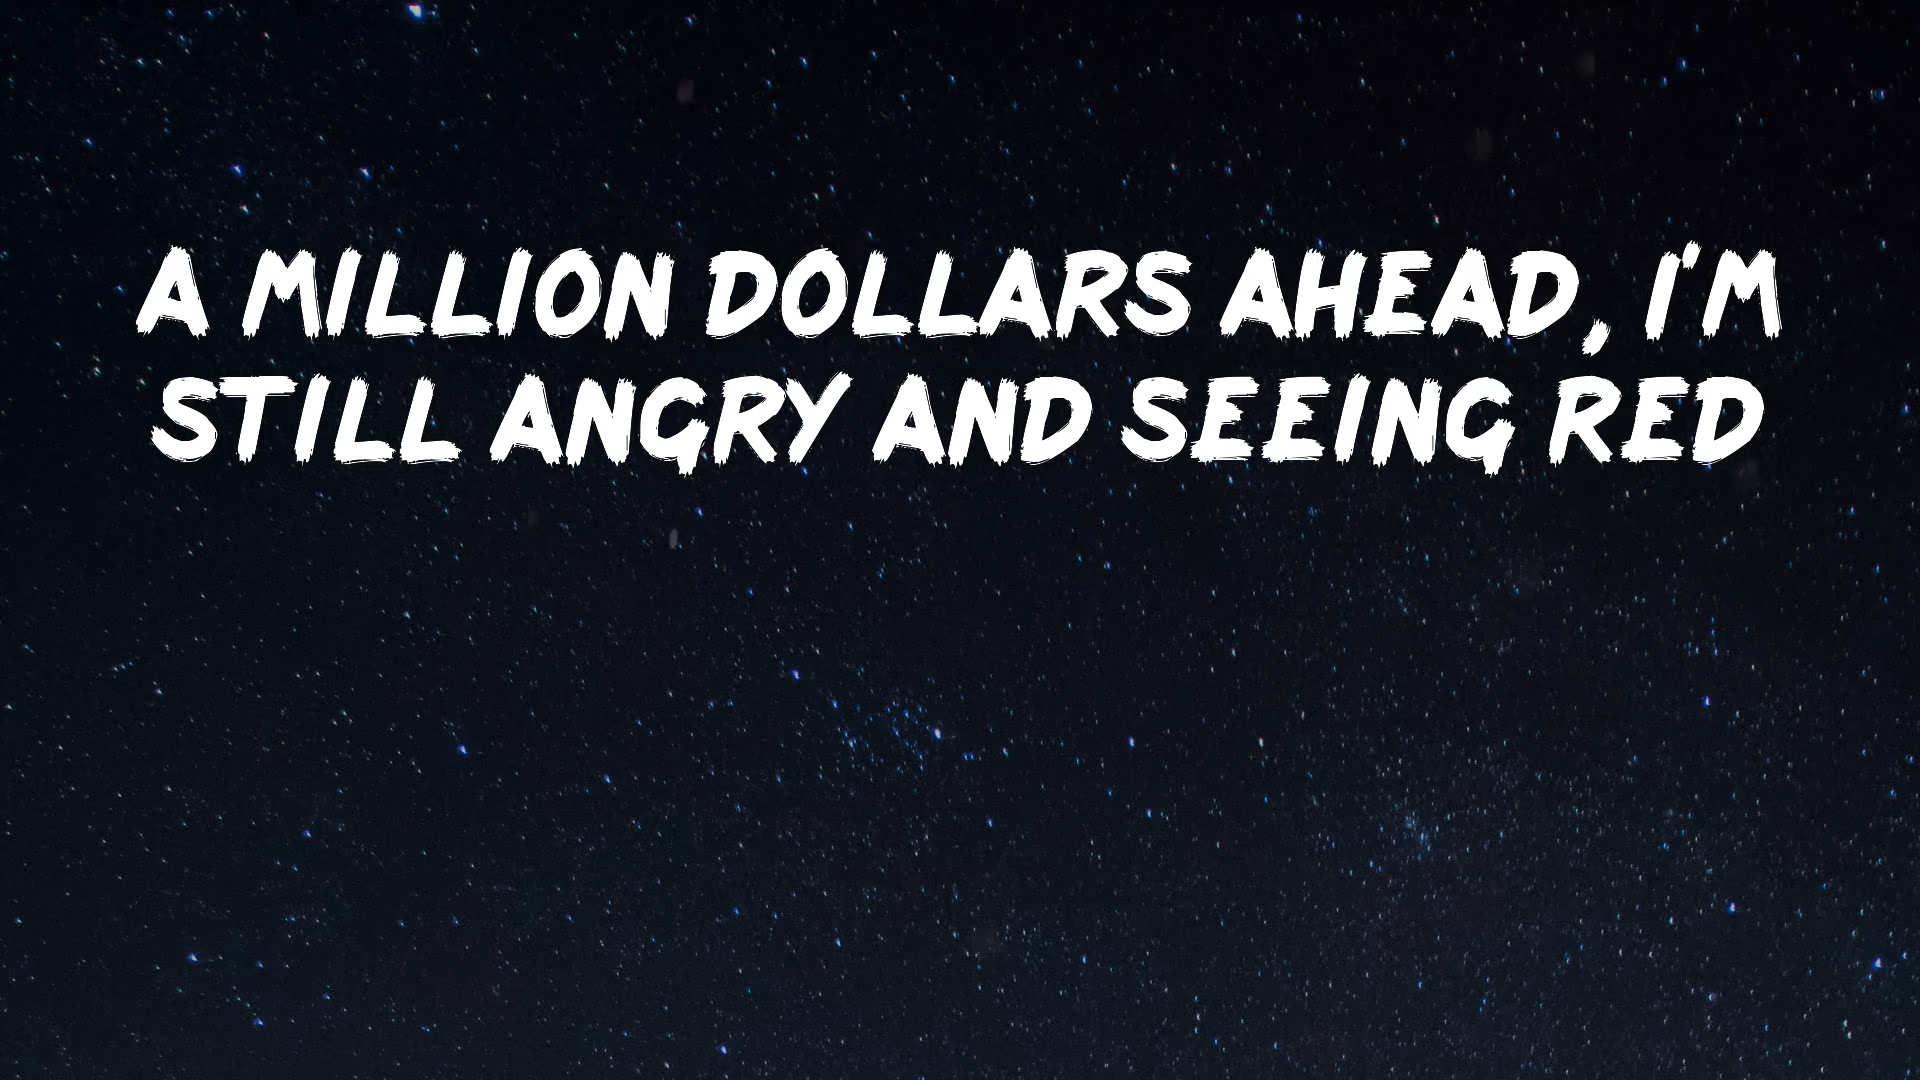 A MILLION DOLLARS AHEAD, I'M
STILL ANGRY AND SEEING RED